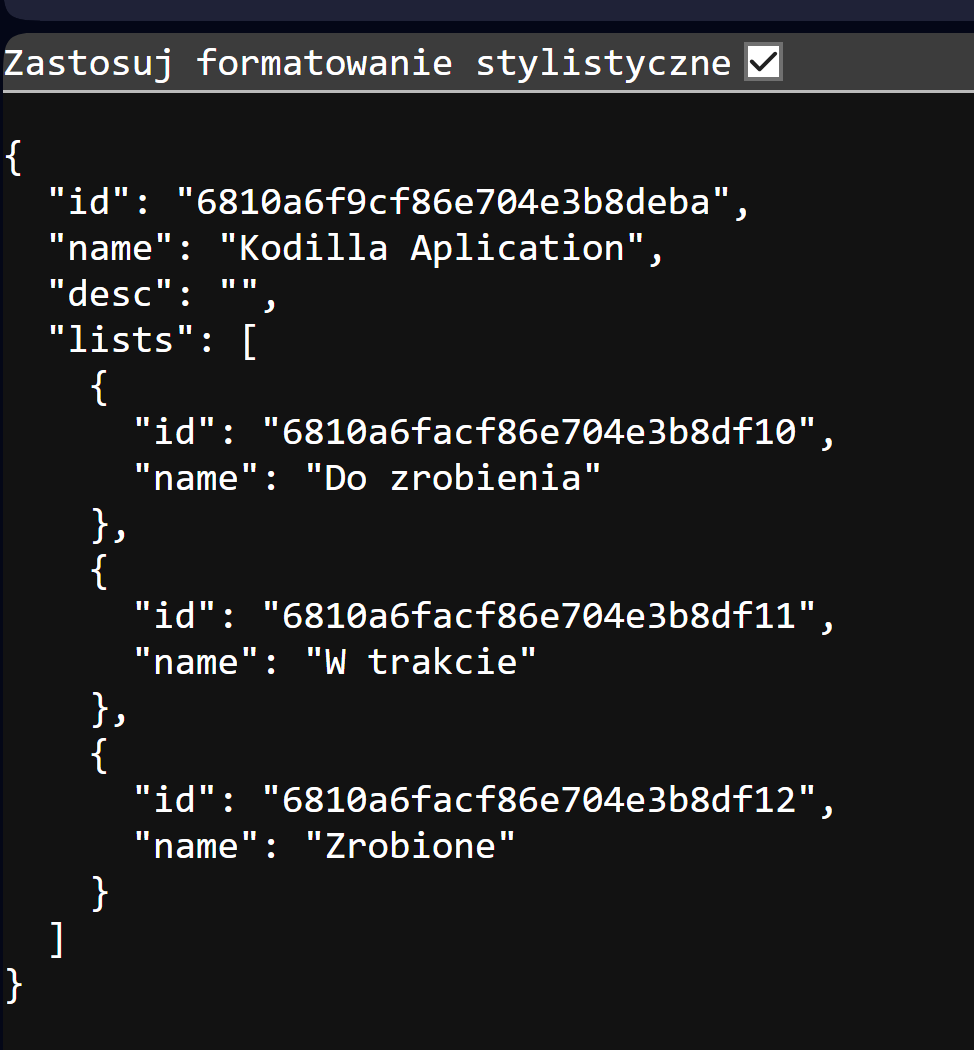 Zastosuj formatowanie stylistyczne
{
  "id": "6810a6f9cf86e704e3b8deba",
  "name": "Kodilla Aplication",
  "desc": "",
  "lists": [
    {
      "id": "6810a6facf86e704e3b8df10",
      "name": "Do zrobienia"
    },
    {
      "id": "6810a6facf86e704e3b8df11",
      "name": "W trakcie"
    },
    {
      "id": "6810a6facf86e704e3b8df12",
      "name": "Zrobione"
    }
  ]
}